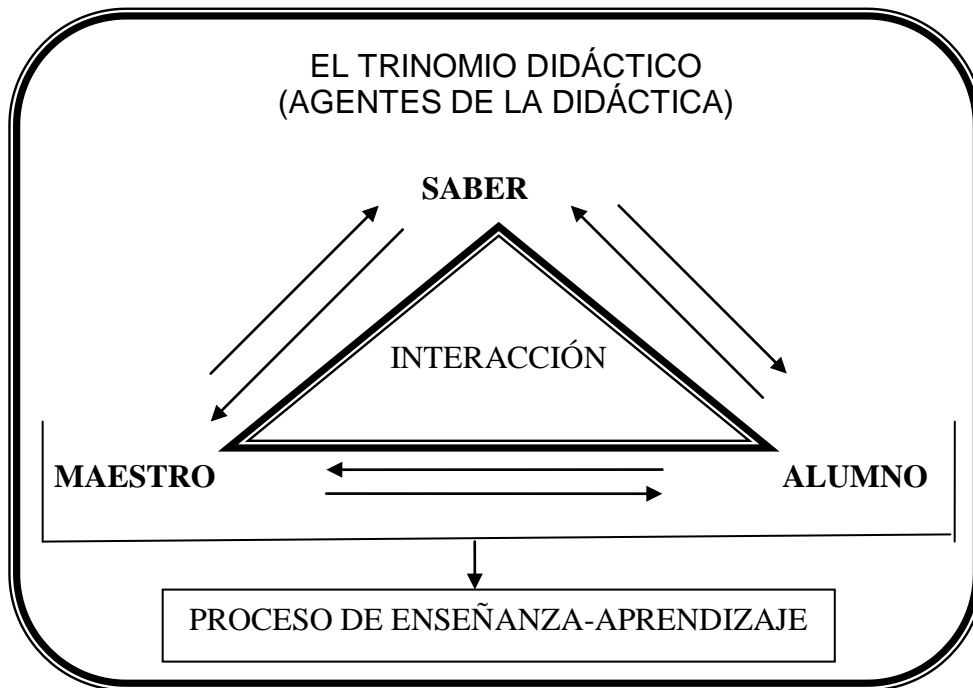 EL TRINOMIO DIDÁCTICO
(AGENTES DE LA DIDÁCTICA)
SABER
INTERACCIÓN
MAESTRO
ALUMNO
PROCESO DE ENSEÑANZA-APRENDIZAJE